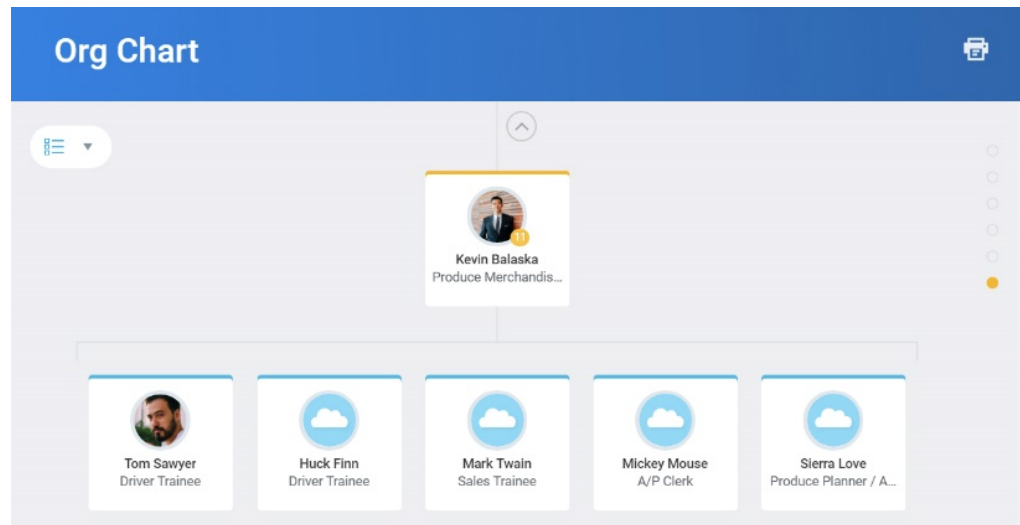 Org Chart
11
Kevin Balaska
Produce Merchandis...
Tom Sawyer
Driver Trainee
Huck Finn
Driver Trainee
Mark Twain
Sales Trainee
Mickey Mouse
A/P Clerk
Sierra Love
Produce Planner / A...